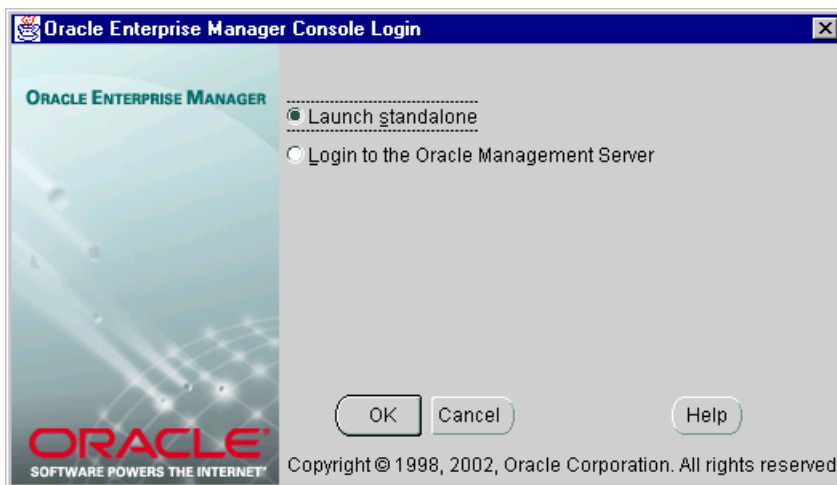 Oracle Enterprise Manager Console Login
ORACLE ENTERPRISE MANAGER
Launch standalone
Login to the Oracle Management Server
OK
Cancel
Help
ORACLE
SOFTWARE POWERS THE INTERNET
Copyright © 1998, 2002, Oracle Corporation. All rights reserved